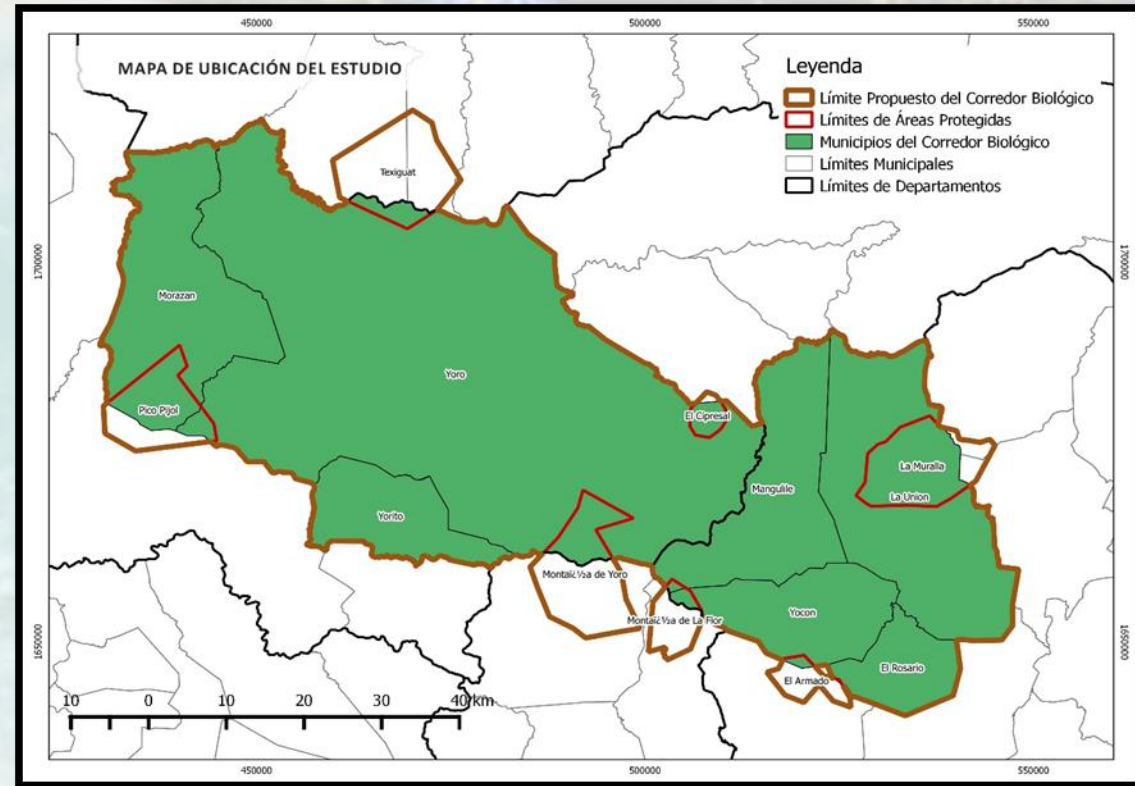 450000
500000
550000
MAPA DE UBICACIÓN DEL ESTUDIO
Leyenda
Límite Propuesto del Corredor Biológico
Límites de Áreas Protegidas
Municipios del Corredor Biológico
Límites Municipales
Límites de Departamentos
Texiguat
1700000
1700000
Morazan
Yoro
Pico Pijol
El Cipresal
La Muralla
Mangulile
La Union
Yorito
Montaï¿½a de Yoro
Yocon
Montaï¿½a de La Flor
1650000
1650000
El Rosario
El Armado
10 0 10 20 30 40 km
450000
500000
550000